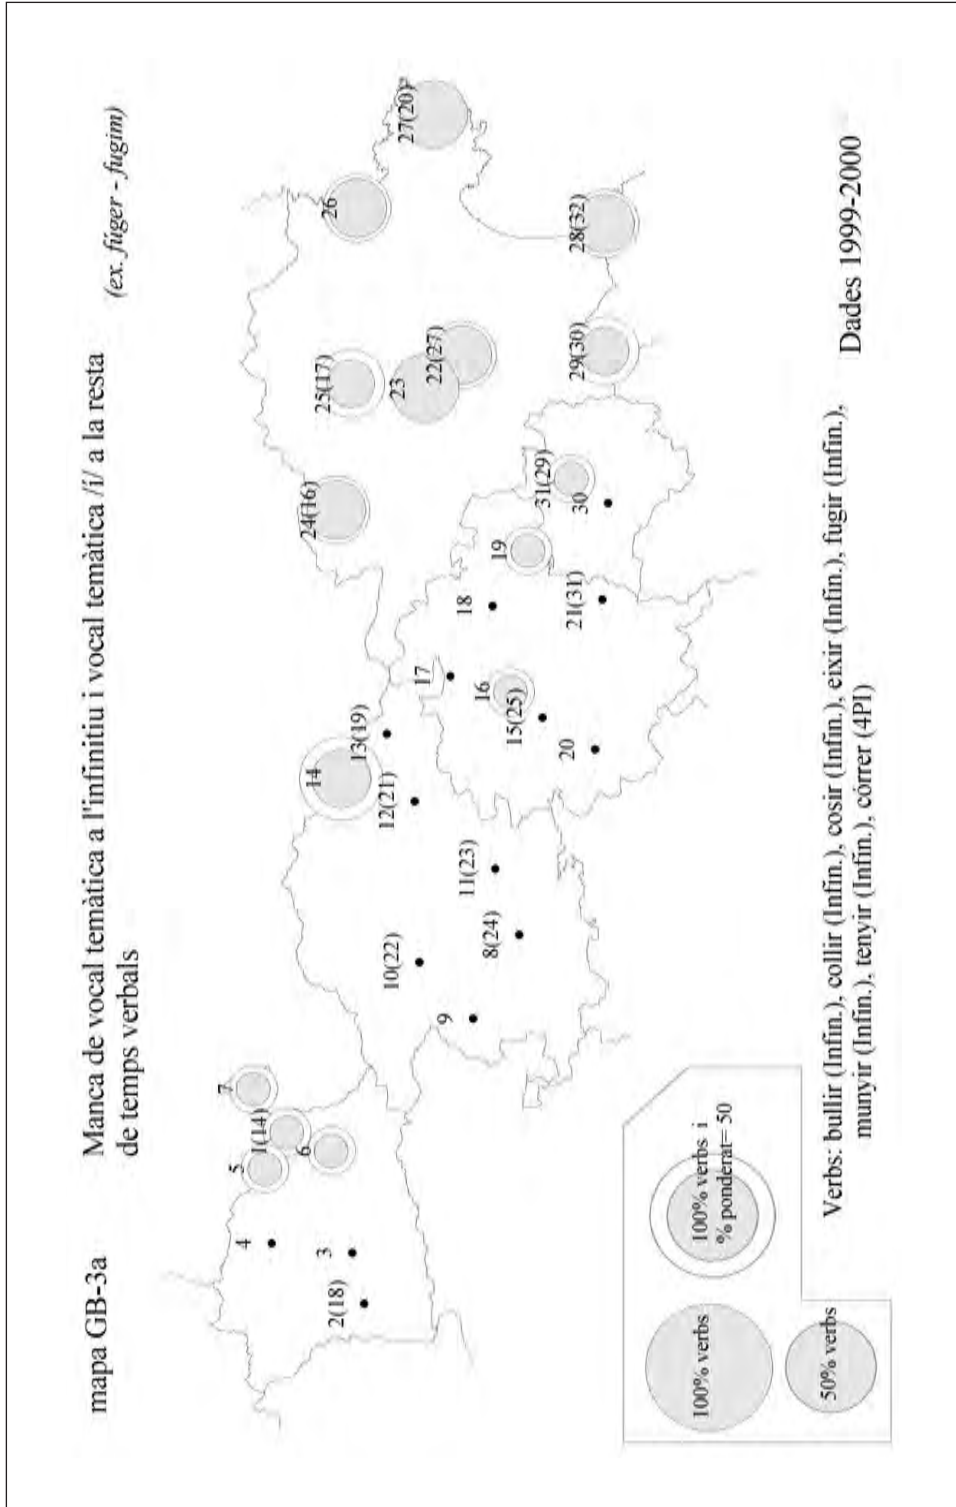 mapa GB-3a
Manca de vocal temàtica a l'infinitiu i vocal temàtica /í/ a la resta
de temps verbals
(ex. fúger - fugim)
7
1(14)
5
6
4
3
2(18)
14
13(19)
12(21)
10(22)
9
11(23)
8(24)
17
18
16
15(25)
20
19
21(31)
31(29)
30
24(16)
25(17)
23
22(27)
26
27(20)
28(32)
29(30)
100% verbs
50% verbs
100% verbs i
% ponderat= 50
Verbs: bullir (Infin.), collir (Infin.), cosir (Infin.), eixir (Infin.), fugir (Infin.),
munyir (Infin.), tenyir (Infin.), córrer (4PI)
Dades 1999-2000